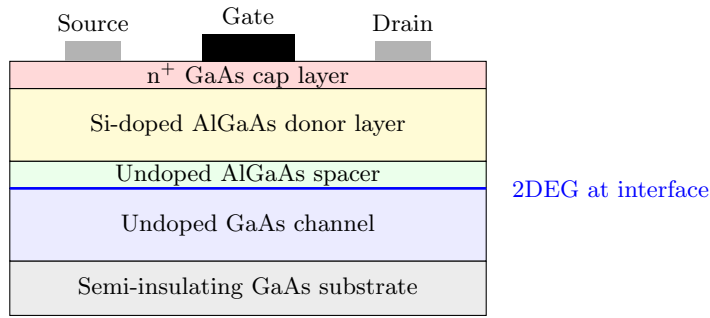 Source
Gate
Drain
n⁺ GaAs cap layer
Si-doped AlGaAs donor layer
Undoped AlGaAs spacer
2DEG at interface
Undoped GaAs channel
Semi-insulating GaAs substrate